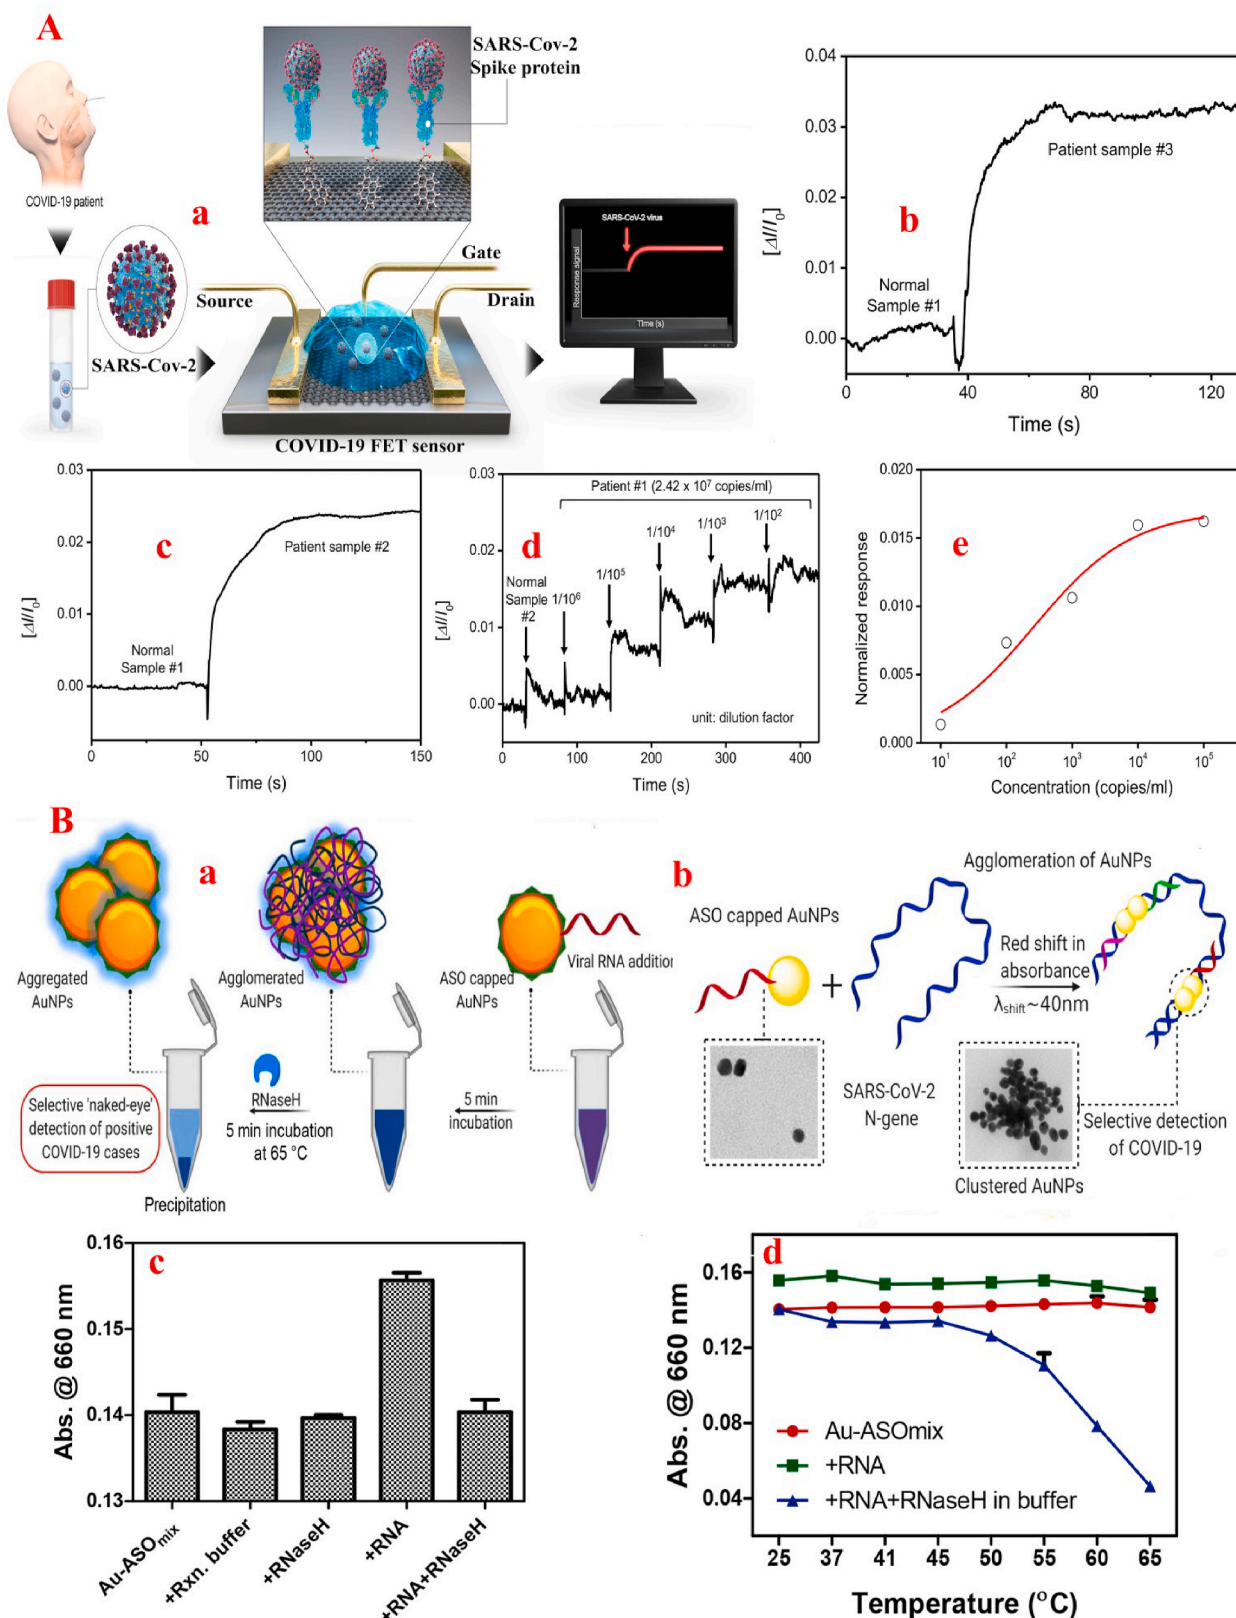 A
COVID-19 patient
a
SARS-Cov-2
Spike protein
SARS-Cov-2
Source
Gate
Drain
COVID-19 FET sensor
SARS-CoV-2 virus
Response signal
Time (s)
b
0.04
0.03
0.02
0.01
0.00
[ΔI/I₀]
Normal
Sample #1
Patient sample #3
0
40
80
120
Time (s)
c
0.03
0.02
0.01
0.00
[ΔI/I₀]
Normal
Sample #1
Patient sample #2
0
50
100
150
Time (s)
d
0.03
0.02
0.01
0.00
[ΔI/I₀]
Patient #1 (2.42 x 10⁷ copies/ml)
Normal
Sample
#2
1/10⁶
1/10⁵
1/10⁴
1/10³
1/10²
unit: dilution factor
0
100
200
300
400
Time (s)
e
0.020
0.015
0.010
0.005
0.000
Normalized response
10¹
10²
10³
10⁴
10⁵
Concentration (copies/ml)
B
a
Aggregated
AuNPs
Agglomerated
AuNPs
ASO capped
AuNPs
Viral RNA addition
Selective 'naked-eye'
detection of positive
COVID-19 cases
RNaseH
5 min incubation
at 65 °C
5 min
incubation
Precipitation
b
ASO capped AuNPs
Agglomeration of AuNPs
+
Red shift in
absorbance
λshift~40nm
SARS-CoV-2
N-gene
Selective detection
of COVID-19
Clustered AuNPs
c
0.16
0.15
0.14
0.13
Abs. @ 660 nm
Au-ASOmix
+Rxn. buffer
+RNaseH
+RNA
+RNA+RNaseH
d
0.16
0.12
0.08
0.04
Abs. @ 660 nm
Au-ASOmix
+RNA
+RNA+RNaseH in buffer
25
37
41
45
50
55
60
65
Temperature (°C)